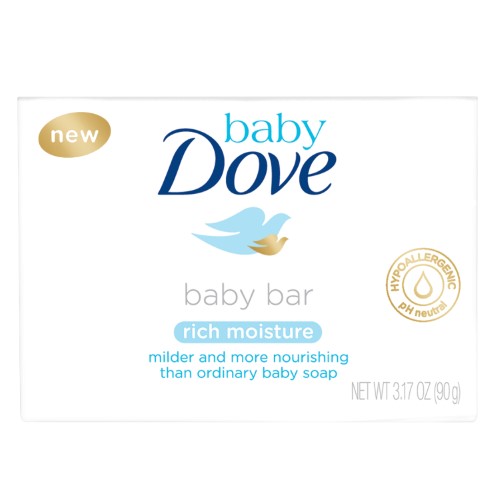 new
baby
Dove
baby bar
rich moisture
milder and more nourishing
than ordinary baby soap
HYPOALLERGENIC
pH neutral
NET WT 3.17 OZ (90g)